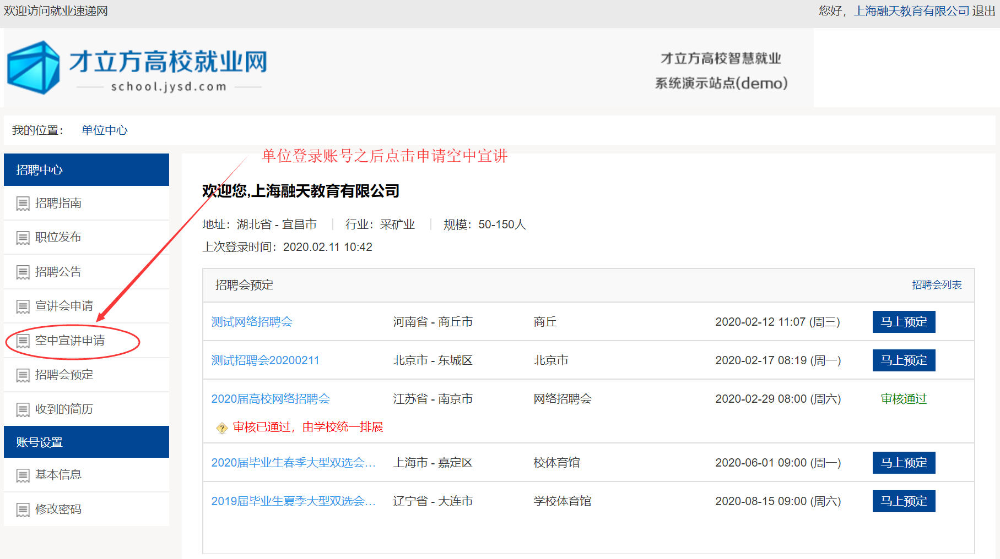 欢迎访问就业速递网
您好，上海融天教育有限公司 退出
才立方高校就业网
school.jysd.com
才立方高校智慧就业
系统演示站点(demo)
我的位置： 单位中心
单位登录账号之后点击申请空中宣讲
招聘中心
招聘指南
职位发布
招聘公告
宣讲会申请
空中宣讲申请
招聘会预定
收到的简历
账号设置
基本信息
修改密码
欢迎您,上海融天教育有限公司
地址：湖北省 - 宜昌市 | 行业：采矿业 | 规模：50-150人
上次登录时间：2020.02.11 10:42
招聘会预定 招聘会列表
测试网络招聘会 河南省 - 商丘市 商丘 2020-02-12 11:07 (周三) 马上预定
测试招聘会20200211 北京市 - 东城区 北京市 2020-02-17 08:19 (周一) 马上预定
2020届高校网络招聘会 江苏省 - 南京市 网络招聘会 2020-02-29 08:00 (周六) 审核通过
审核已通过，由学校统一排展
2020届毕业生春季大型双选会… 上海市 - 嘉定区 校体育馆 2020-06-01 09:00 (周一) 马上预定
2019届毕业生夏季大型双选会… 辽宁省 - 大连市 学校体育馆 2020-08-15 09:00 (周六) 马上预定